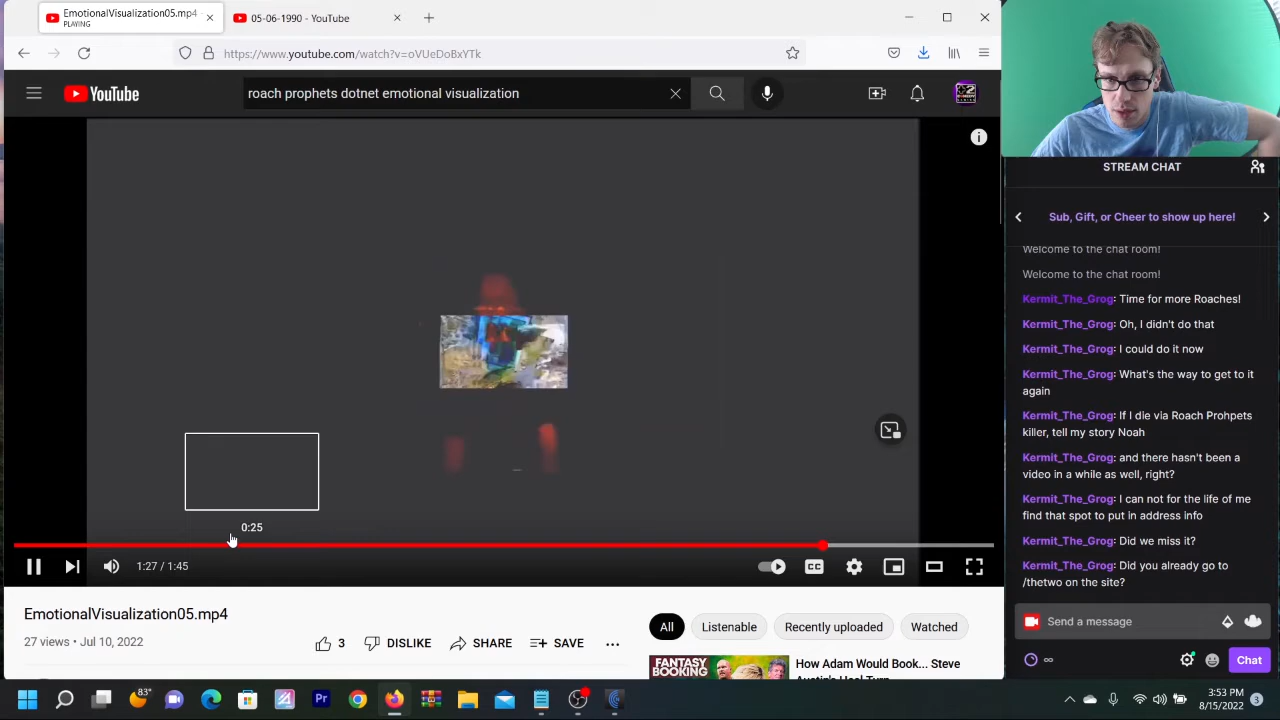 EmotionalVisualization05.mp4
PLAYING
05-06-1990 - YouTube
https://www.youtube.com/watch?v=oVUeDoBxYTk
YouTube
roach prophets dotnet emotional visualization
0:25
1:27 / 1:45
CC
EmotionalVisualization05.mp4
27 views • Jul 10, 2022
3
DISLIKE
SHARE
SAVE
All
Listenable
Recently uploaded
Watched
FANTASY
BOOKING
How Adam Would Book... Steve
Austin's Heel Turn
STREAM CHAT
Sub, Gift, or Cheer to show up here!
Welcome to the chat room!
Welcome to the chat room!
Kermit_The_Grog: Time for more Roaches!
Kermit_The_Grog: Oh, I didn't do that
Kermit_The_Grog: I could do it now
Kermit_The_Grog: What's the way to get to it
again
Kermit_The_Grog: If I die via Roach Prohpets
killer, tell my story Noah
Kermit_The_Grog: and there hasn't been a
video in a while as well, right?
Kermit_The_Grog: I can not for the life of me
find that spot to put in address info
Kermit_The_Grog: Did we miss it?
Kermit_The_Grog: Did you already go to
/thetwo on the site?
Send a message
∞
Chat
83°
Pr
3:53 PM
8/15/2022
3